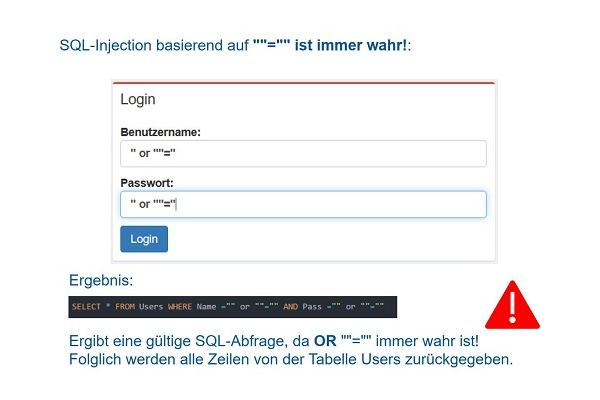 SQL-Injection basierend auf ""="" ist immer wahr!:
Login
Benutzername:
" or ""="
Passwort:
" or ""="
Login
Ergebnis:
SELECT * FROM Users WHERE Name ="" or ""="" AND Pass ="" or ""=""
Ergibt eine gültige SQL-Abfrage, da OR ""="" immer wahr ist!
Folglich werden alle Zeilen von der Tabelle Users zurückgegeben.